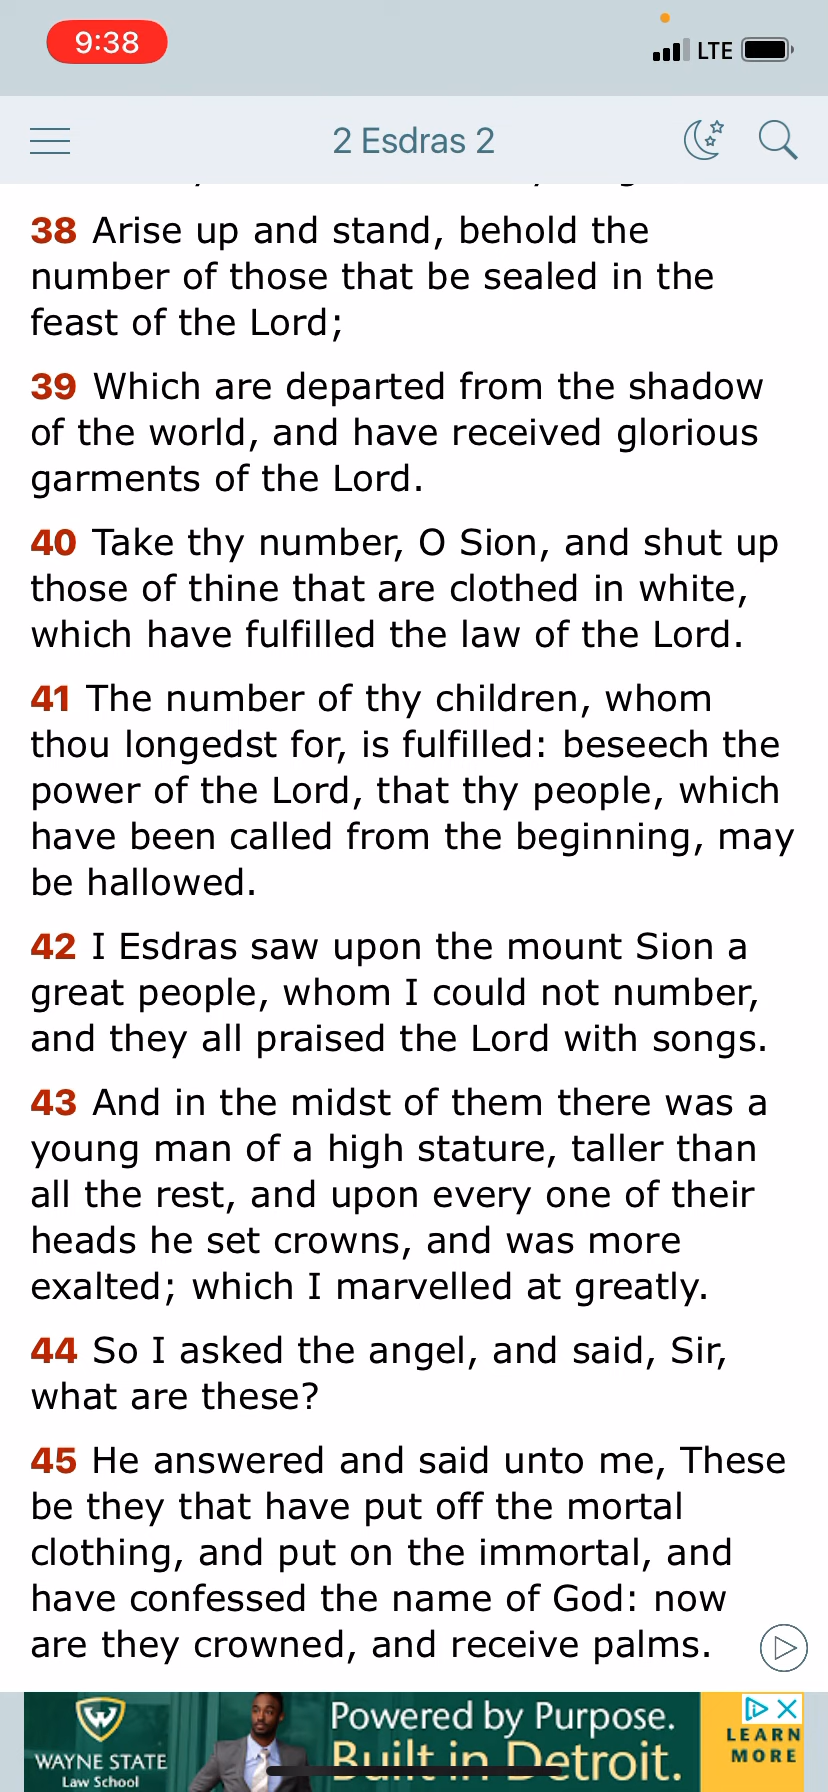 9:38
LTE
2 Esdras 2
38 Arise up and stand, behold the
number of those that be sealed in the
feast of the Lord;
39 Which are departed from the shadow
of the world, and have received glorious
garments of the Lord.
40 Take thy number, O Sion, and shut up
those of thine that are clothed in white,
which have fulfilled the law of the Lord.
41 The number of thy children, whom
thou longedst for, is fulfilled: beseech the
power of the Lord, that thy people, which
have been called from the beginning, may
be hallowed.
42 I Esdras saw upon the mount Sion a
great people, whom I could not number,
and they all praised the Lord with songs.
43 And in the midst of them there was a
young man of a high stature, taller than
all the rest, and upon every one of their
heads he set crowns, and was more
exalted; which I marvelled at greatly.
44 So I asked the angel, and said, Sir,
what are these?
45 He answered and said unto me, These
be they that have put off the mortal
clothing, and put on the immortal, and
have confessed the name of God: now
are they crowned, and receive palms.
W
WAYNE STATE
Law School
Powered by Purpose.
Built in Detroit.
LEARN
MORE